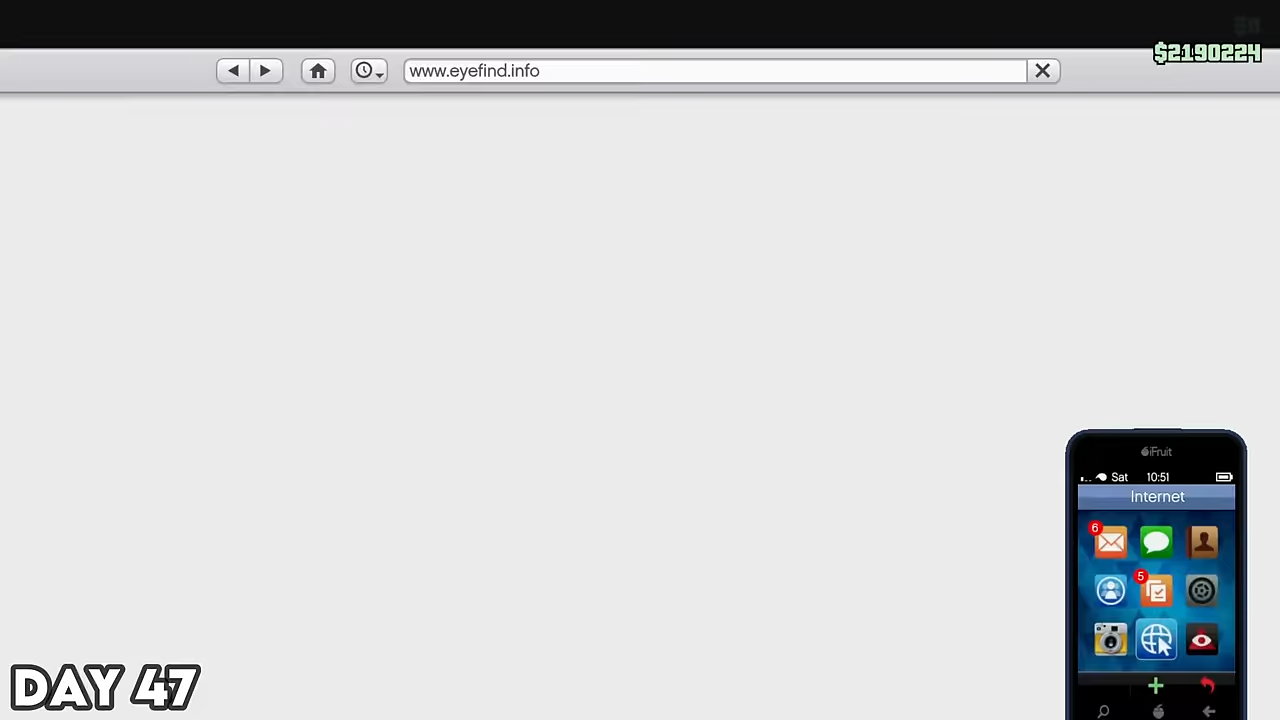 www.eyefind.info
$2190224
iFruit
Sat 10:51
Internet
6
5
DAY 47